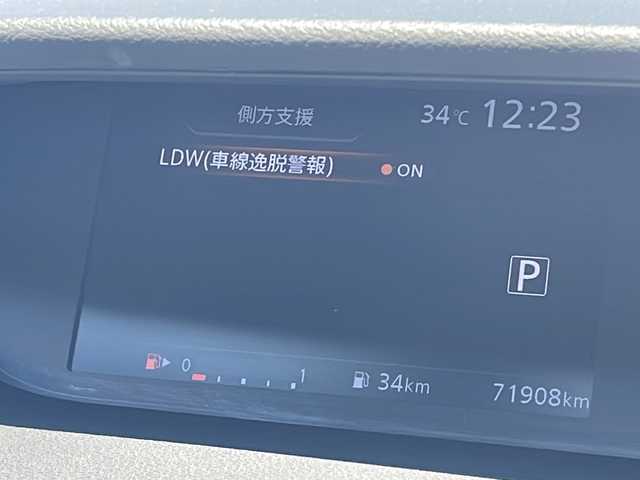 側方支援 34℃ 12:23
LDW(車線逸脱警報) ON
P
0 1 34km 71908km